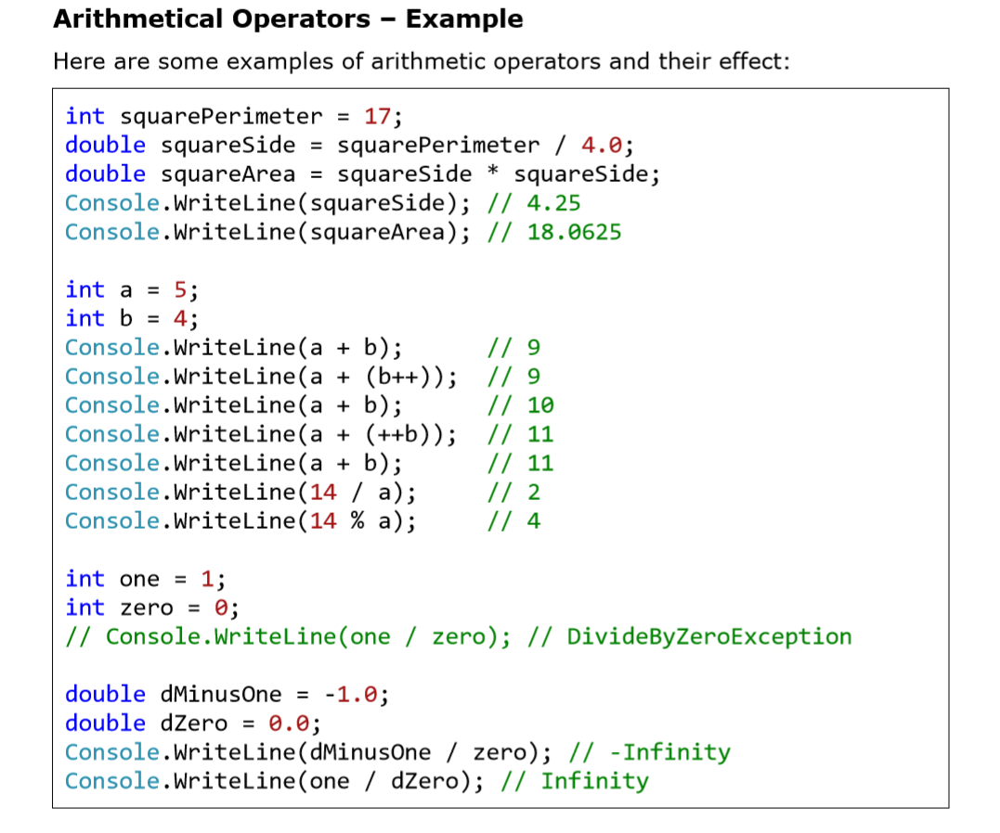 Arithmetical Operators – Example
Here are some examples of arithmetic operators and their effect:
int squarePerimeter = 17;
double squareSide = squarePerimeter / 4.0;
double squareArea = squareSide * squareSide;
Console.WriteLine(squareSide); // 4.25
Console.WriteLine(squareArea); // 18.0625
int a = 5;
int b = 4;
Console.WriteLine(a + b); // 9
Console.WriteLine(a + (b++)); // 9
Console.WriteLine(a + b); // 10
Console.WriteLine(a + (++b)); // 11
Console.WriteLine(a + b); // 11
Console.WriteLine(14 / a); // 2
Console.WriteLine(14 % a); // 4
int one = 1;
int zero = 0;
// Console.WriteLine(one / zero); // DivideByZeroException
double dMinusOne = -1.0;
double dZero = 0.0;
Console.WriteLine(dMinusOne / zero); // -Infinity
Console.WriteLine(one / dZero); // Infinity